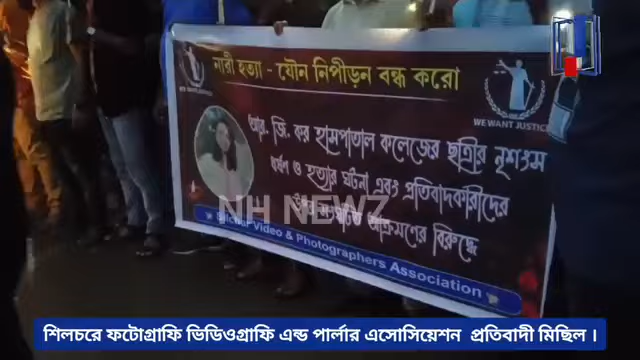 নারী হত্যা - যৌন নিপীড়ন বন্ধ করো
WE WANT JUSTICE
আর. জি. কর হাসপাতাল কলেজের ছাত্রীর নৃশংস
ধর্ষণ ও হত্যার ঘটনা এবং প্রতিবাদকারীদের
আক্রমণের বিরুদ্ধে
NH NEWZ
Silchar Video & Photographers Association
শিলচরে ফটোগ্রাফি ভিডিওগ্রাফি এন্ড পার্লার এসোসিয়েশন প্রতিবাদী মিছিল ।